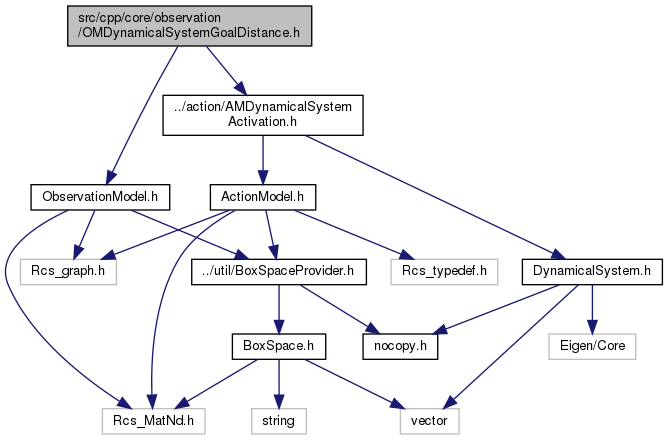 src/cpp/core/observation
/OMDynamicalSystemGoalDistance.h
../action/AMDynamicalSystem
Activation.h
ObservationModel.h
ActionModel.h
Rcs_graph.h
../util/BoxSpaceProvider.h
Rcs_typedef.h
DynamicalSystem.h
BoxSpace.h
nocopy.h
Eigen/Core
Rcs_MatNd.h
string
vector